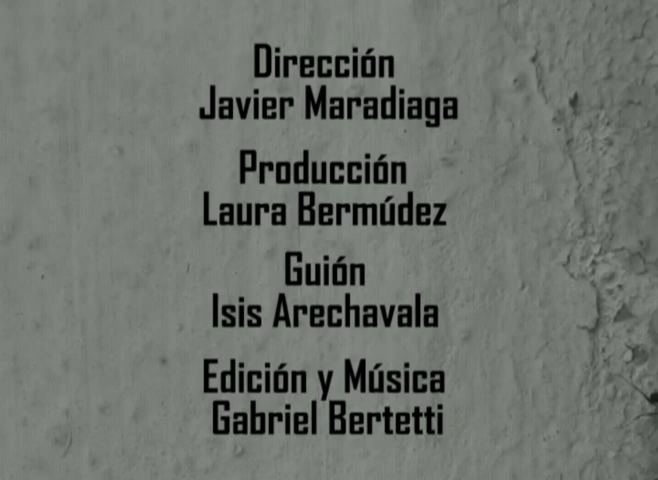 Dirección
Javier Maradiaga
Producción
Laura Bermúdez
Guión
Isis Arechavala
Edición y Música
Gabriel Bertetti